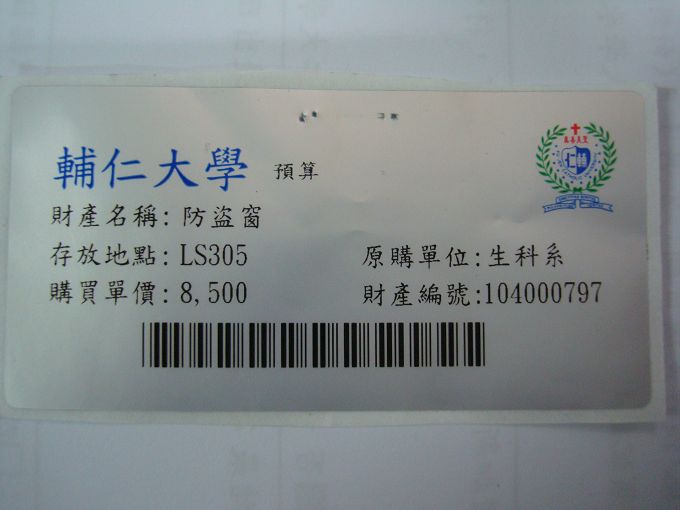 輔仁大學 預算
財產名稱: 防盜窗
存放地點: LS305 原購單位:生科系
購買單價: 8,500 財產編號:104000797